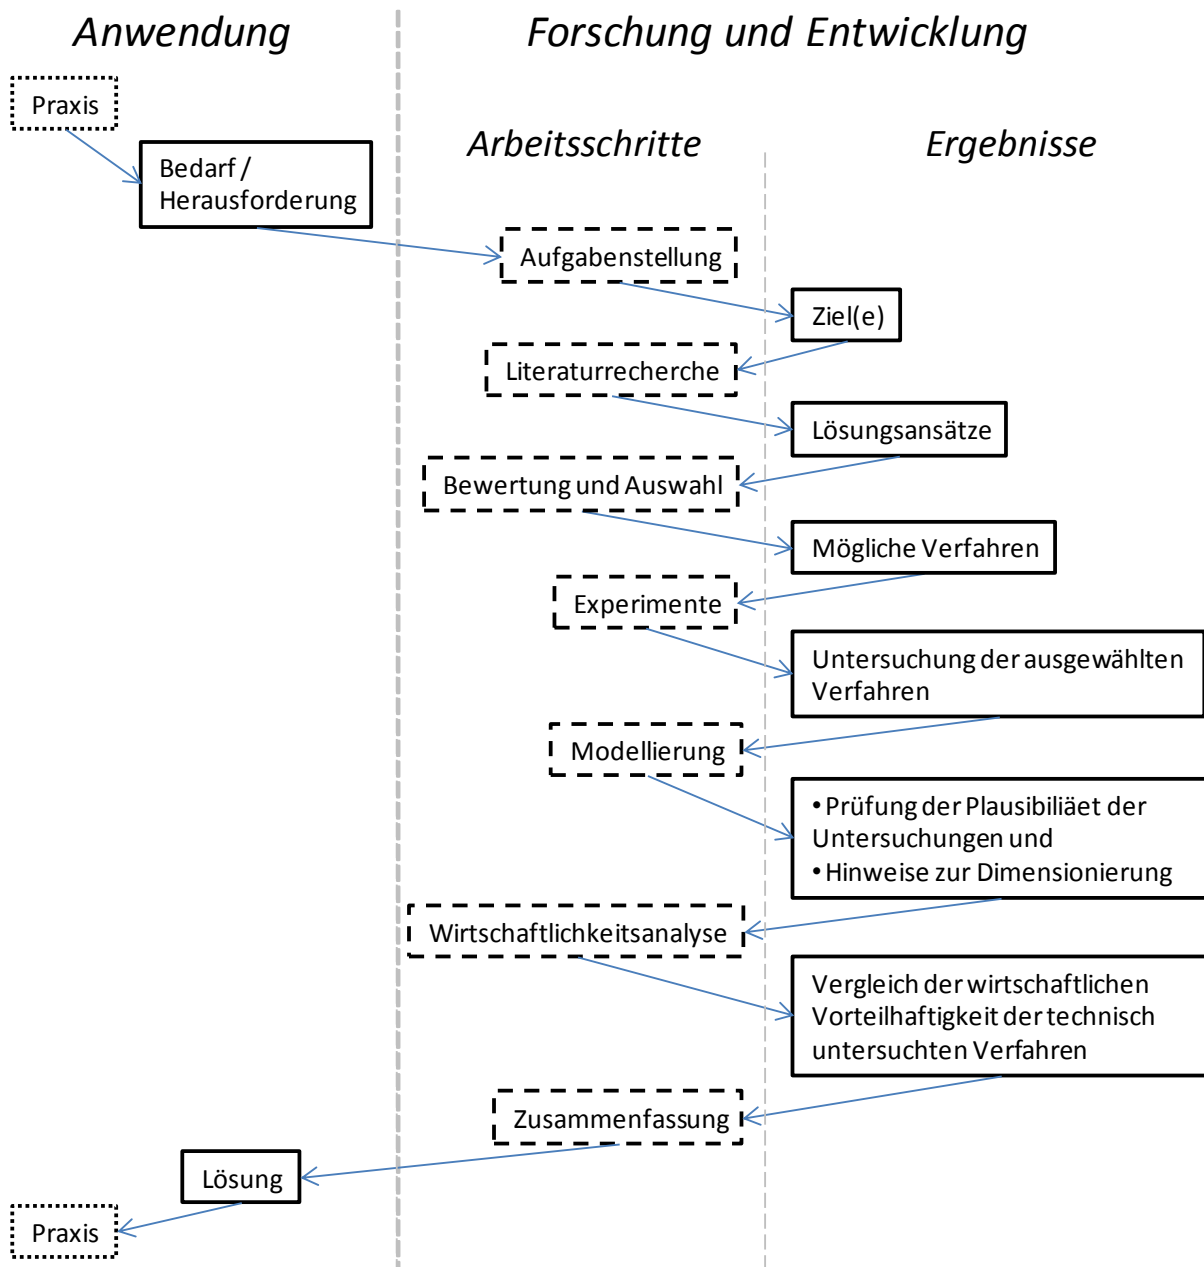 Anwendung
Forschung und Entwicklung
Praxis
Arbeitsschritte
Ergebnisse
Bedarf /
Herausforderung
Aufgabenstellung
Ziel(e)
Literaturrecherche
Lösungsansätze
Bewertung und Auswahl
Mögliche Verfahren
Experimente
Untersuchung der ausgewählten
Verfahren
Modellierung
• Prüfung der Plausibiliäet der
Untersuchungen und
• Hinweise zur Dimensionierung
Wirtschaftlichkeitsanalyse
Vergleich der wirtschaftlichen
Vorteilhaftigkeit der technisch
untersuchten Verfahren
Zusammenfassung
Lösung
Praxis